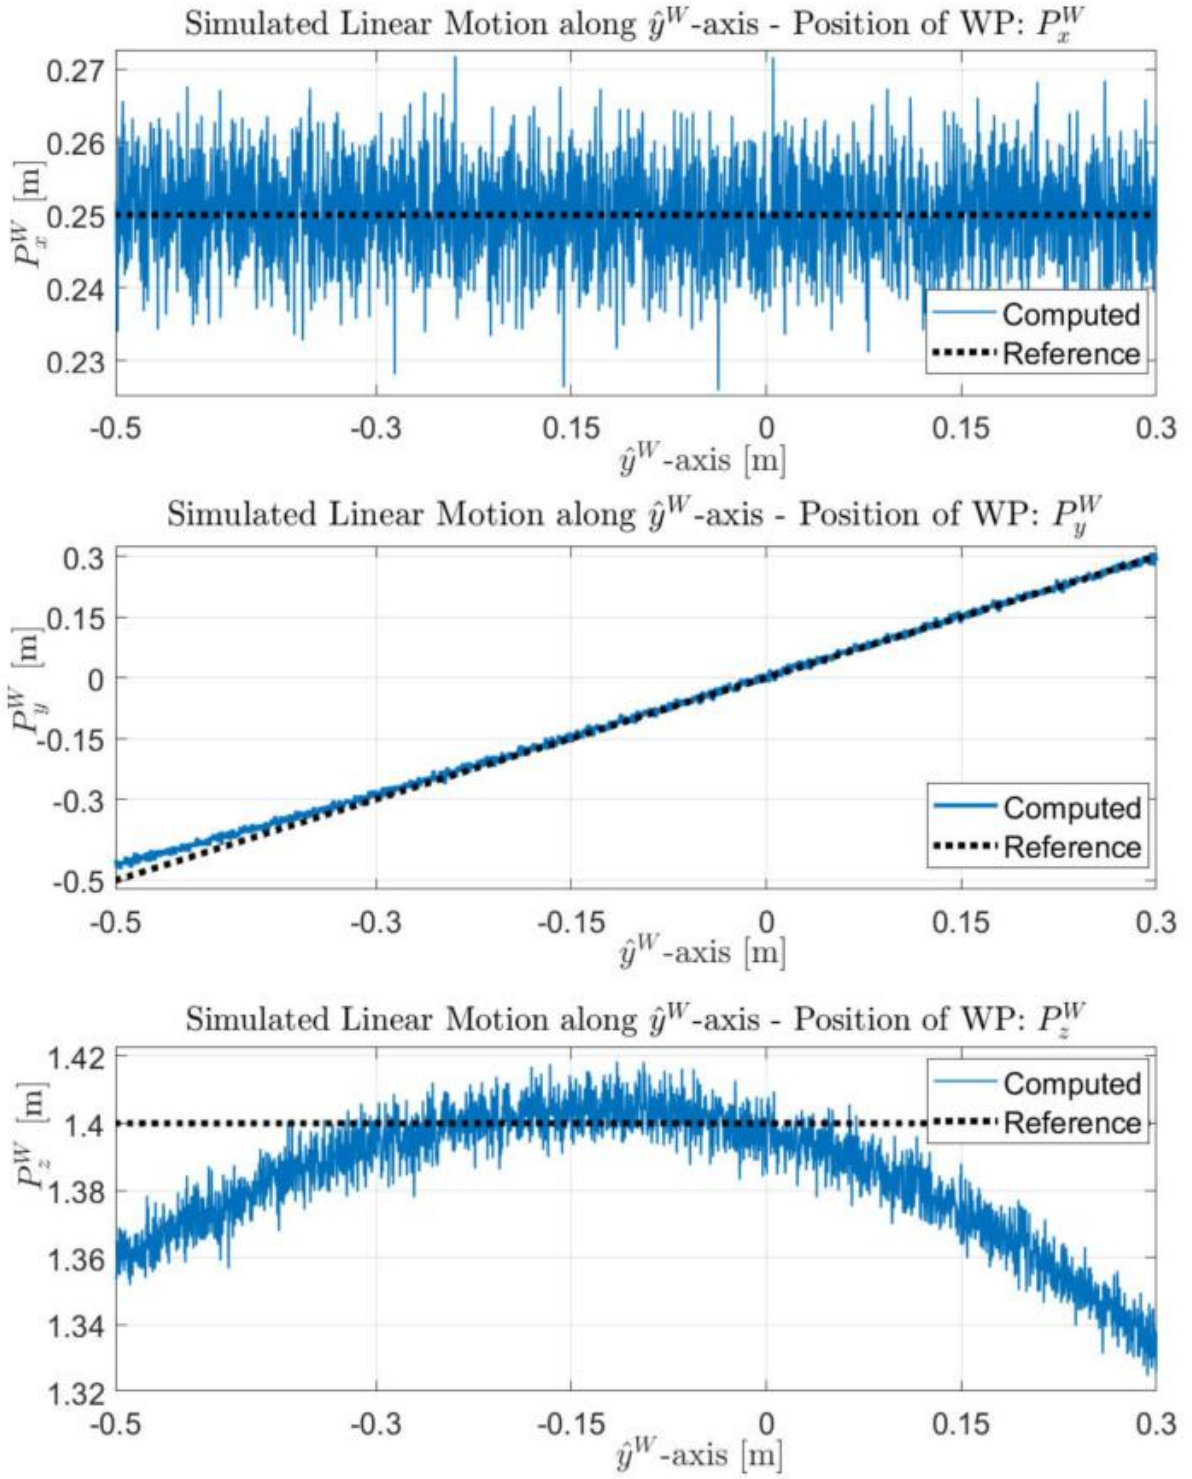 Simulated Linear Motion along ŷ^W-axis - Position of WP: P_x^W
0.27
0.26
0.25
0.24
0.23
P_x^W [m]
Computed
Reference
-0.5 -0.3 0.15 0 0.15 0.3
ŷ^W-axis [m]
Simulated Linear Motion along ŷ^W-axis - Position of WP: P_y^W
0.3
0.15
0
-0.15
-0.3
-0.5
P_y^W [m]
Computed
Reference
-0.5 -0.3 -0.15 0 0.15 0.3
ŷ^W-axis [m]
Simulated Linear Motion along ŷ^W-axis - Position of WP: P_z^W
1.42
1.4
1.38
1.36
1.34
1.32
P_z^W [m]
Computed
Reference
-0.5 -0.3 -0.15 0 0.15 0.3
ŷ^W-axis [m]